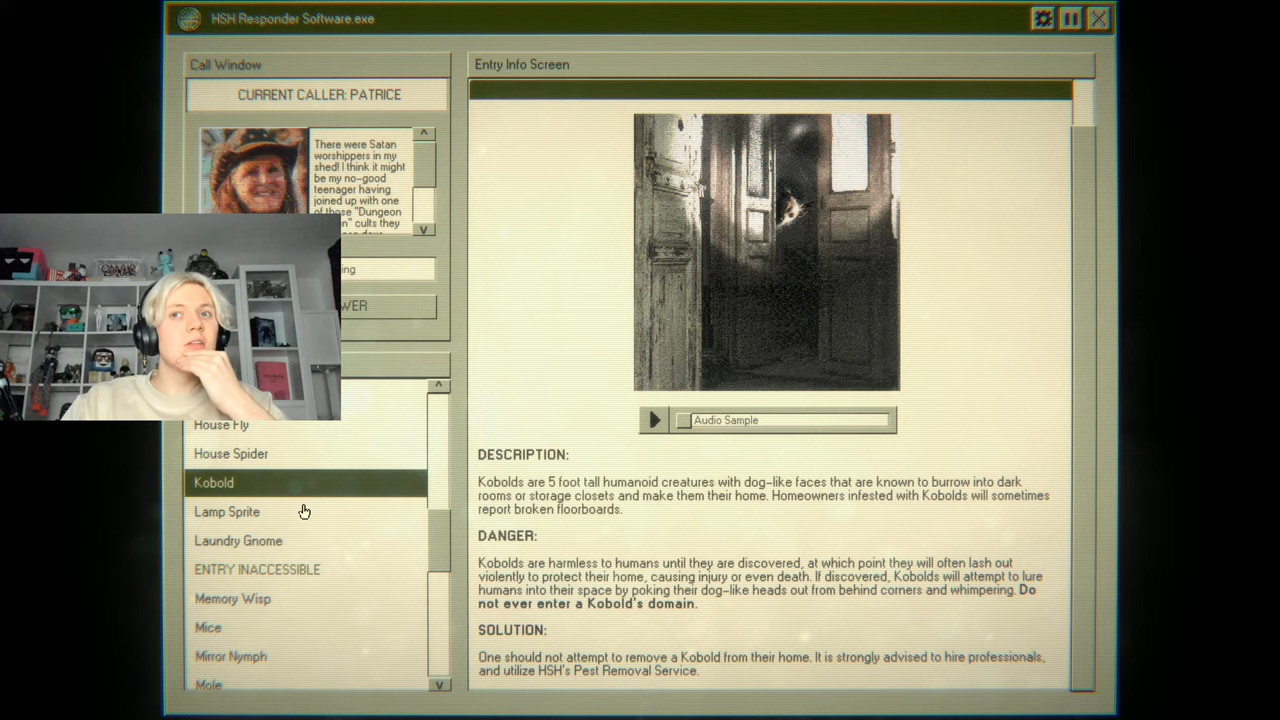 HSH Responder Software.exe
Call Window
CURRENT CALLER: PATRICE
There were Satan
worshippers in my
shed! I think it might
be my no-good
teenager having
joined up with one
of those "Dungeon
cults they
House Fly
House Spider
Kobold
Lamp Sprite
Laundry Gnome
ENTRY INACCESSIBLE
Memory Wisp
Mice
Mirror Nymph
Mole
Entry Info Screen
Audio Sample
DESCRIPTION:
Kobolds are 5 foot tall humanoid creatures with dog-like faces that are known to burrow into dark
rooms or storage closets and make them their home. Homeowners infested with Kobolds will sometimes
report broken floorboards.
DANGER:
Kobolds are harmless to humans until they are discovered, at which point they will often lash out
violently to protect their home, causing injury or even death. If discovered, Kobolds will attempt to lure
humans into their space by poking their dog-like heads out from behind corners and whimpering. Do
not ever enter a Kobold's domain.
SOLUTION:
One should not attempt to remove a Kobold from their home. It is strongly advised to hire professionals,
and utilize HSH's Pest Removal Service.